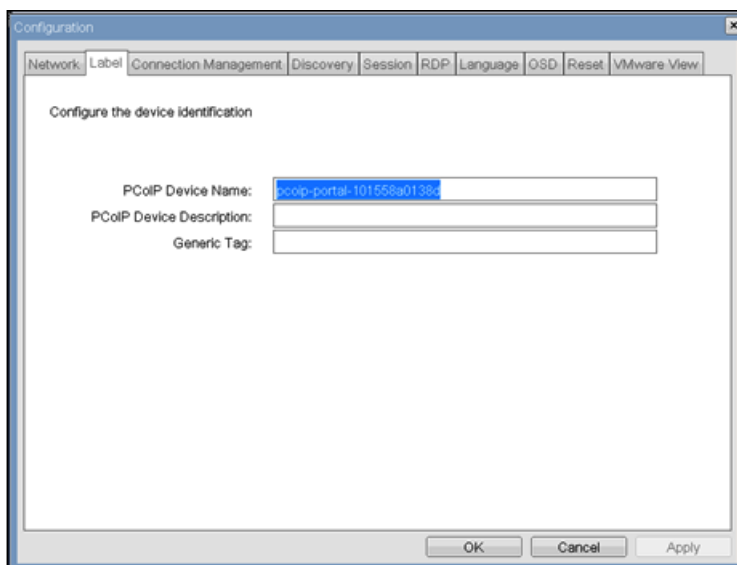 Configuration
Network Label Connection Management Discovery Session RDP Language OSD Reset VMware View
Configure the device identification
PCoIP Device Name: pcoip-portal-101558a0138d
PCoIP Device Description:
Generic Tag:
OK Cancel Apply